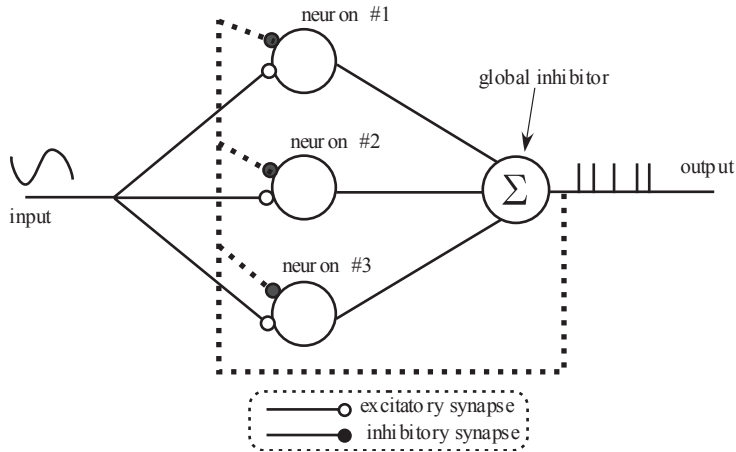 neuron #1
global inhibitor
neuron #2
Σ
output
input
neuron #3
excitatory synapse
inhibitory synapse